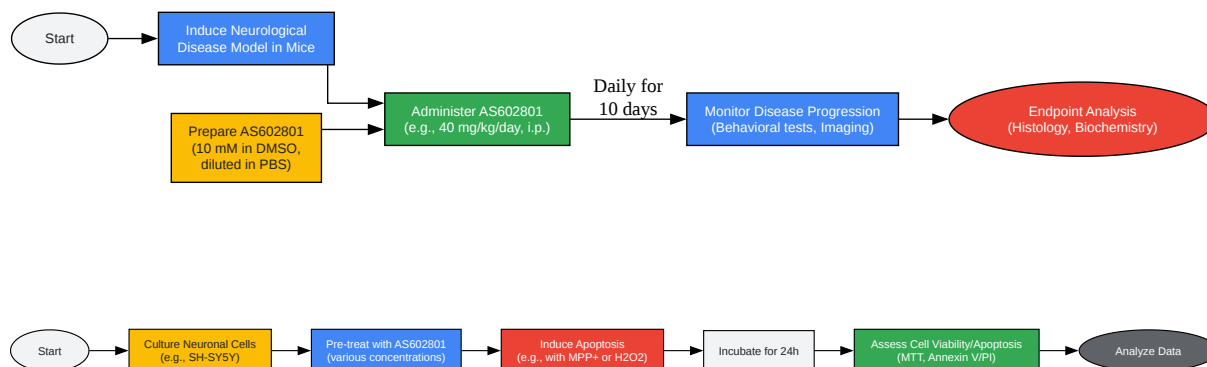 Start
Induce Neurological
Disease Model in Mice
Prepare AS602801
(10 mM in DMSO,
diluted in PBS)
Administer AS602801
(e.g., 40 mg/kg/day, i.p.)
Daily for
10 days
Monitor Disease Progression
(Behavioral tests, Imaging)
Endpoint Analysis
(Histology, Biochemistry)
Start
Culture Neuronal Cells
(e.g., SH-SY5Y)
Pre-treat with AS602801
(various concentrations)
Induce Apoptosis
(e.g., with MPP+ or H2O2)
Incubate for 24h
Assess Cell Viability/Apoptosis
(MTT, Annexin V/PI)
Analyze Data